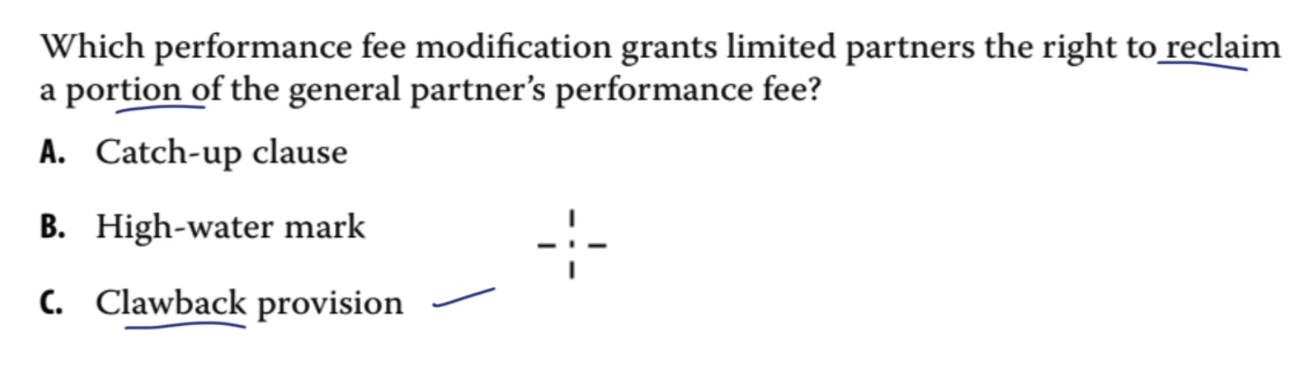 Which performance fee modification grants limited partners the right to reclaim
a portion of the general partner's performance fee?
A. Catch-up clause
B. High-water mark
C. Clawback provision